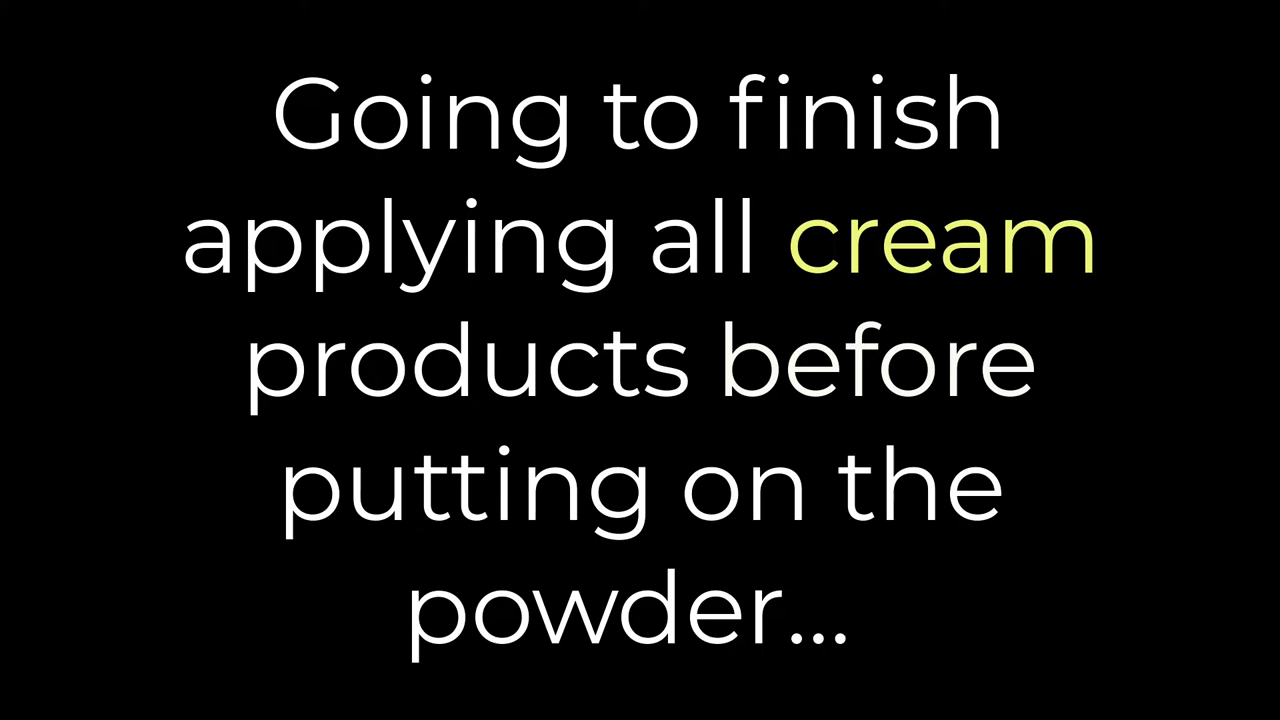 Going to finish
applying all cream
products before
putting on the
powder...